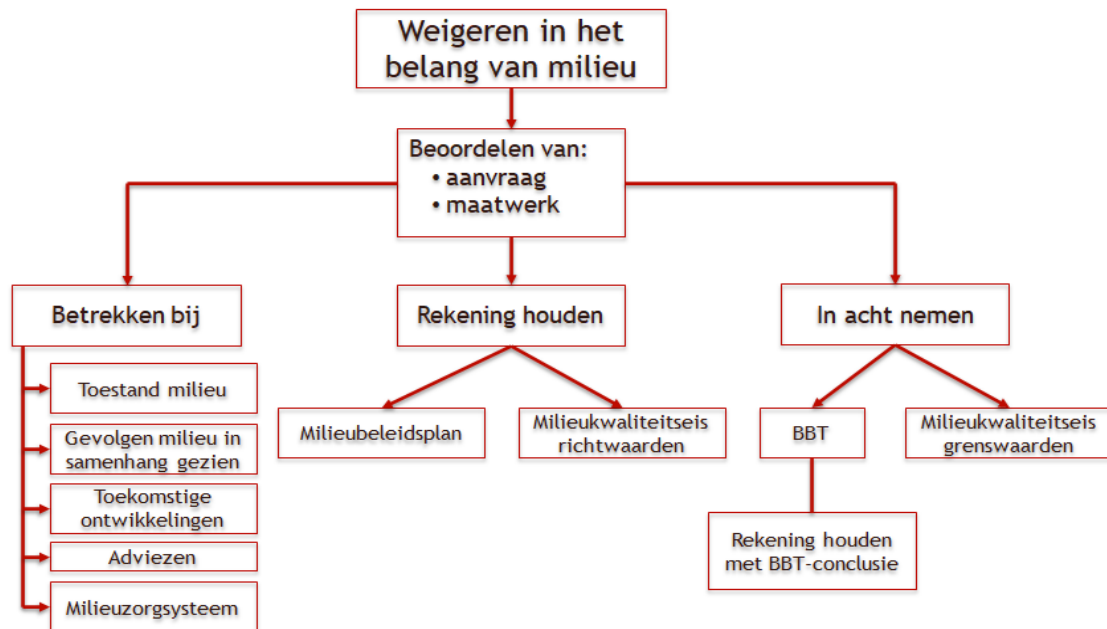 Weigeren in het
belang van milieu
Beoordelen van:
• aanvraag
• maatwerk
Betrekken bij
Rekening houden
In acht nemen
Toestand milieu
Gevolgen milieu in
samenhang gezien
Toekomstige
ontwikkelingen
Adviezen
Milieuzorgsysteem
Milieubeleidsplan
Milieukwaliteitseis
richtwaarden
BBT
Milieukwaliteitseis
grenswaarden
Rekening houden
met BBT-conclusie